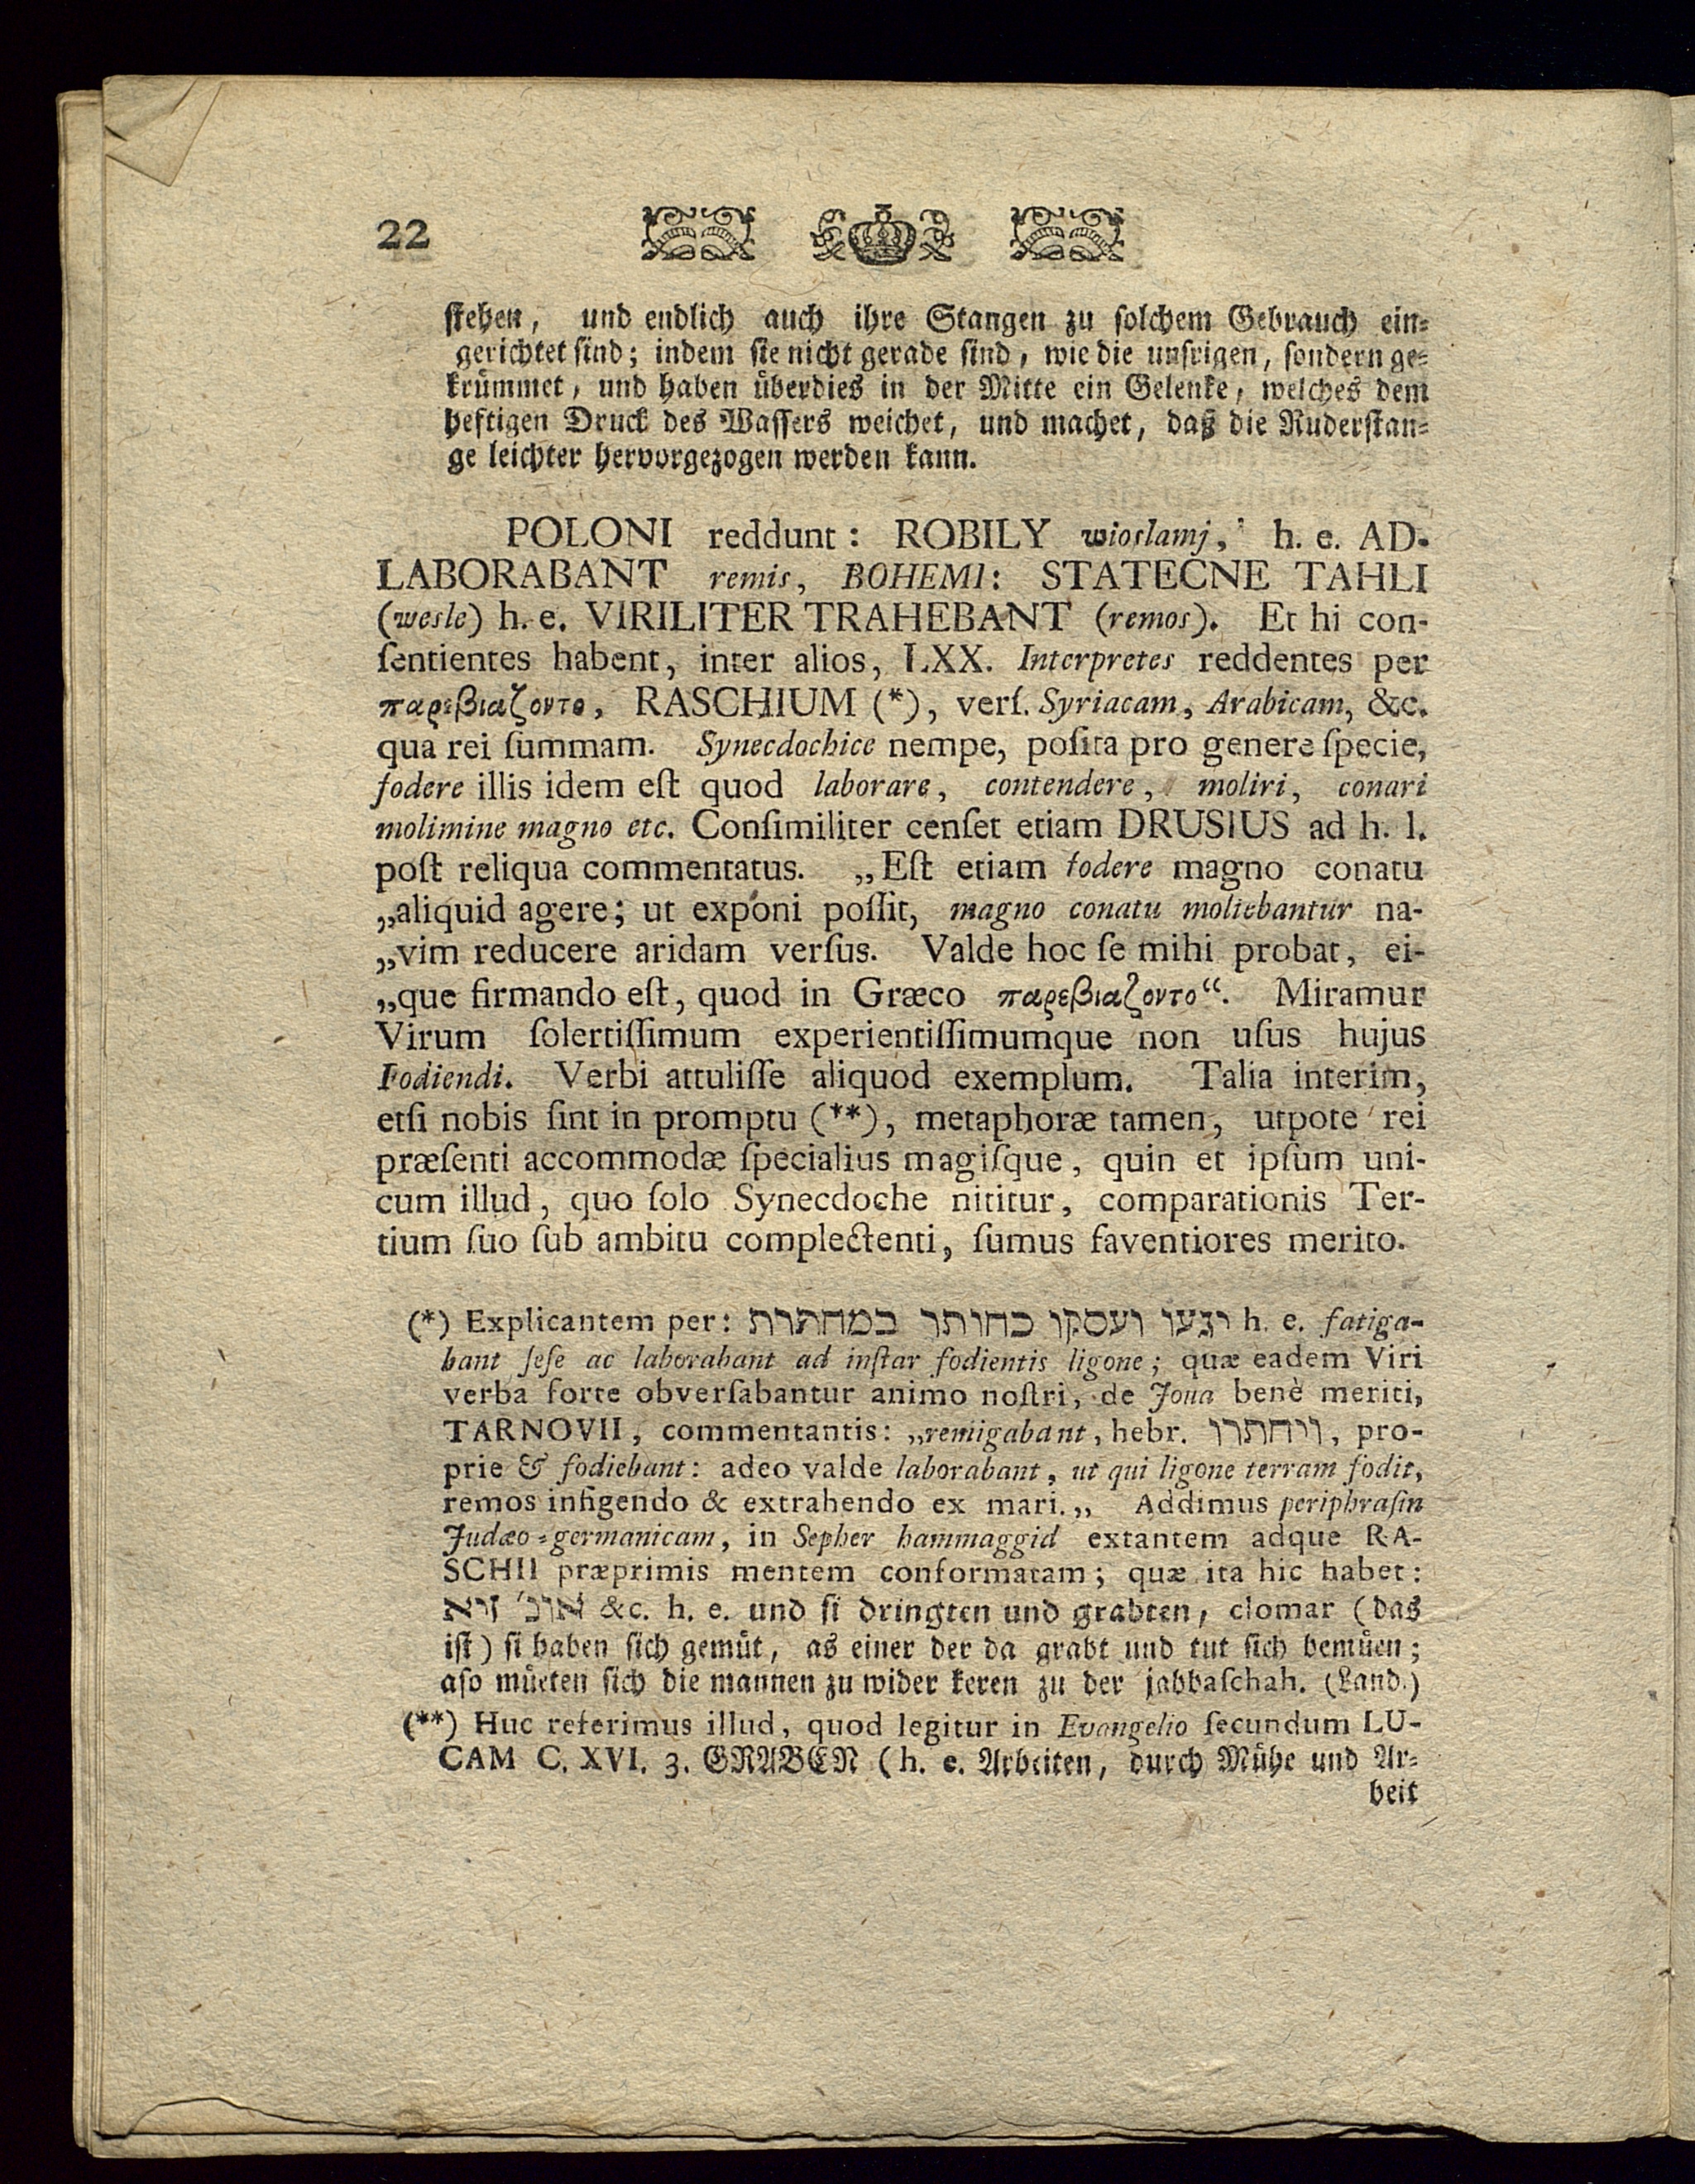 22
ſtehen, und endlich auch ihre Stangen zu ſolchem Gebrauch ein⸗
gerichtet ſind; indem ſie nicht gerade ſind, wie die unſrigen, ſondern ge⸗
krümmet, und haben überdies in der Mitte ein Gelenke, welches dem
heftigen Druck des Waſſers weichet, und machet, daß die Ruderſtan⸗
ge leichter hervorgezogen werden kann.
POLONI reddunt: ROBILY wioslamj, h. e. AD-
LABORABANT remis, BOHEMI: STATECNE TAHLI
(wesle) h. e. VIRILITER TRAHEBANT (remos). Et hi con-
ſentientes habent, inter alios, LXX. Interpretes reddentes per
παρεβιαζοντο, RASCHIUM (*), verſ. Syriacam, Arabicam, &c.
qua rei ſummam. Synecdochice nempe, poſita pro genere ſpecie,
fodere illis idem eſt quod laborare, contendere, moliri, conari
molimine magno etc. Conſimiliter cenſet etiam DRUSIUS ad h. l.
poſt reliqua commentatus. „Eſt etiam fodere magno conatu
„aliquid agere; ut exponi poſſit, magno conatu moliebantur na-
„vim reducere aridam verſus. Valde hoc ſe mihi probat, ei-
„que firmando eſt, quod in Græco παρεβιαζοντο“. Miramur
Virum ſolertiſſimum experientiſſimumque non uſus hujus
Fodiendi. Verbi attuliſſe aliquod exemplum. Talia interim,
etſi nobis ſint in promptu (**), metaphoræ tamen, utpote rei
præſenti accommodæ ſpecialius magiſque, quin et ipſum uni-
cum illud, quo ſolo Synecdoche nititur, comparationis Ter-
tium ſuo ſub ambitu complectenti, ſumus faventiores merito.
(*) Explicantem per: יגעו ועסקו כחותר במחתרת h. e. fatiga-
bant ſeſe ac laborabant ad inſtar fodientis ligone; quæ eadem Viri
verba forte obverſabantur animo noſtri, de Jona benè meriti,
TARNOVII, commentantis: „remigabant, hebr. ויחתרו, pro-
prie & fodiebant: adeo valde laborabant, ut qui ligone terram fodit,
remos infigendo & extrahendo ex mari.„ Addimus periphraſin
Judæo-germanicam, in Sepher hammaggid extantem adque RA-
SCHII præprimis mentem conformatam; quæ ita hic habet:
אונ׳ זיא &c. h. e. und ſi dringten und grabten, clomar (das
iſt) ſi haben ſich gemüt, as einer der da grabt und tut ſich bemüen;
aſo müeten ſich die mannen zu wider keren zu der jabbaſchah. (Land.)
(**) Huc referimus illud, quod legitur in Evangelio ſecundum LU-
CAM C. XVI. 3. GRABEN (h. e. Arbeiten, durch Mühe und Ar⸗
beit